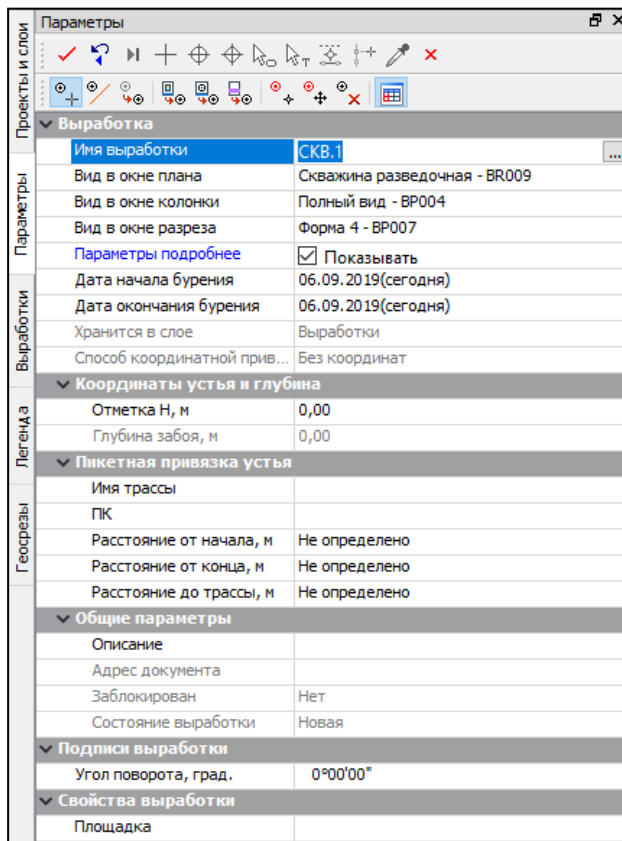 Параметры
Проекты и слои
Параметры
Выработки
Легенда
Геосрезы
Выработка
Имя выработки СКВ.1 ...
Вид в окне плана Скважина разведочная - BR009
Вид в окне колонки Полный вид - BP004
Вид в окне разреза Форма 4 - BP007
Параметры подробнее Показывать
Дата начала бурения 06.09.2019(сегодня)
Дата окончания бурения 06.09.2019(сегодня)
Хранится в слое Выработки
Способ координатной прив... Без координат
Координаты устья и глубина
Отметка H, м 0,00
Глубина забоя, м 0,00
Пикетная привязка устья
Имя трассы
ПК
Расстояние от начала, м Не определено
Расстояние от конца, м Не определено
Расстояние до трассы, м Не определено
Общие параметры
Описание
Адрес документа
Заблокирован Нет
Состояние выработки Новая
Подписи выработки
Угол поворота, град. 0°00'00"
Свойства выработки
Площадка